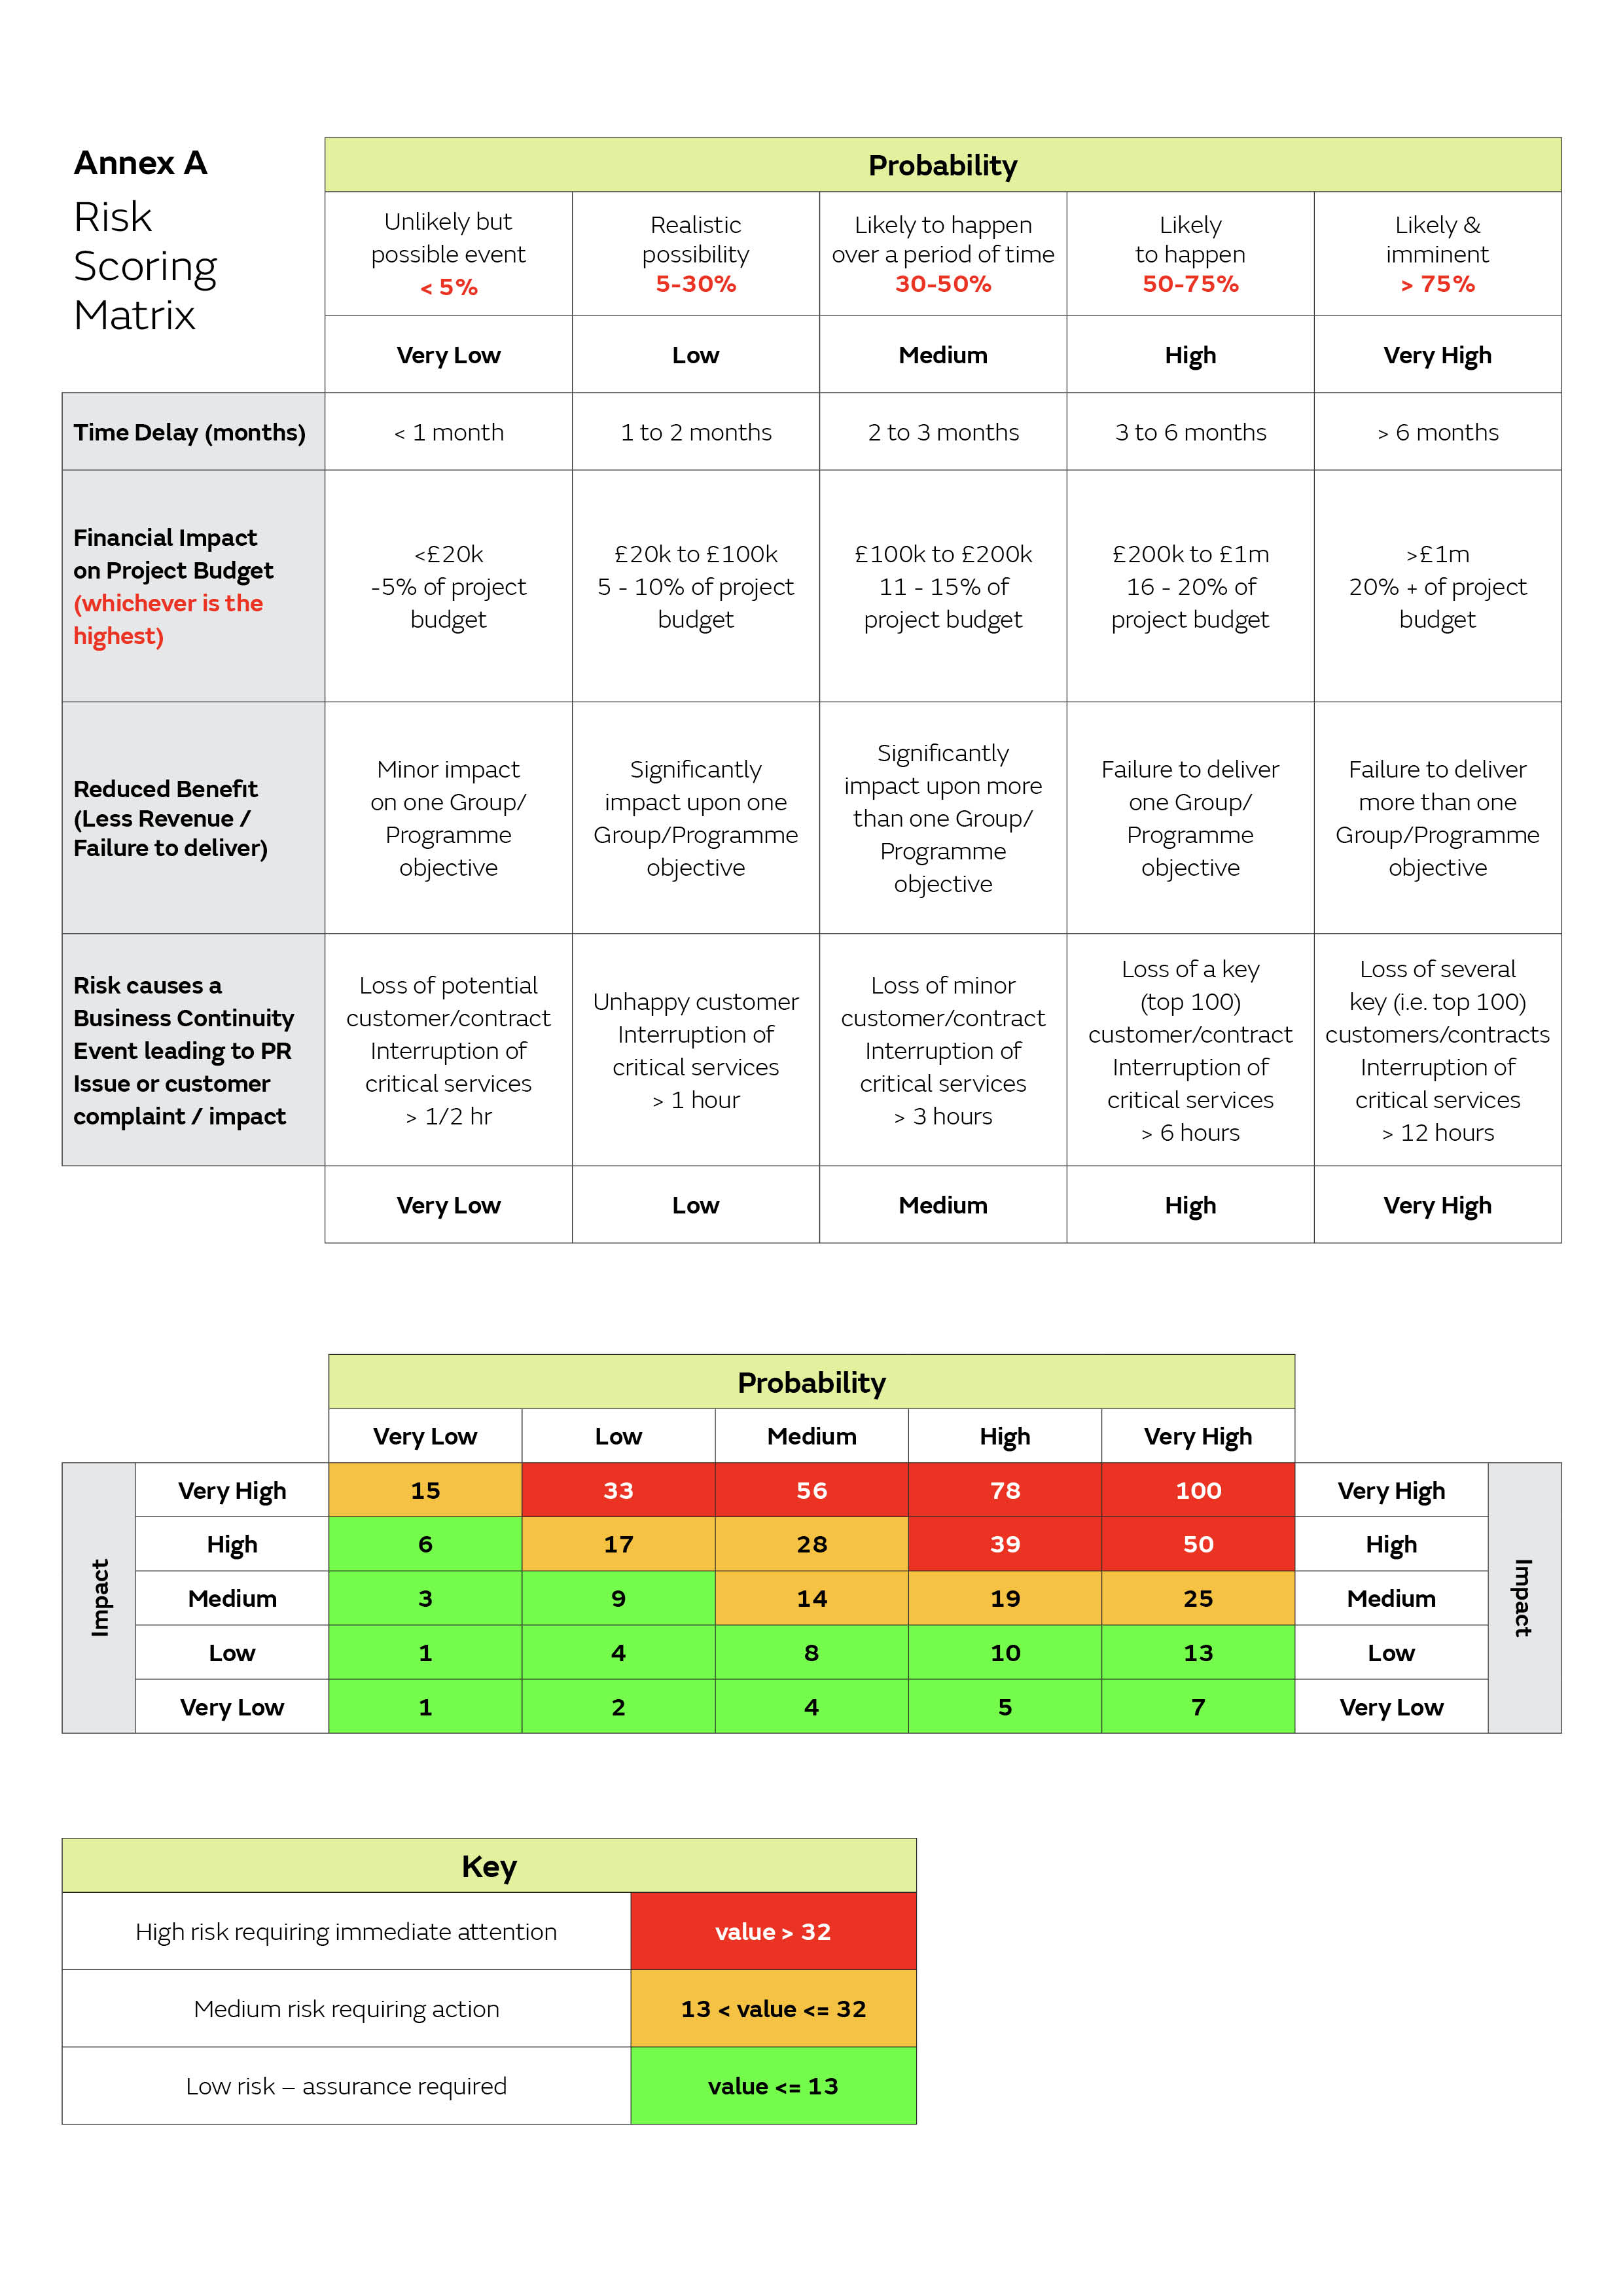 Annex A
Risk
Scoring
Matrix
Probability
Unlikely but
possible event
< 5%
Realistic
possibility
5-30%
Likely to happen
over a period of time
30-50%
Likely
to happen
50-75%
Likely &
imminent
> 75%
Very Low
Low
Medium
High
Very High
Time Delay (months)
< 1 month
1 to 2 months
2 to 3 months
3 to 6 months
> 6 months
Financial Impact
on Project Budget
(whichever is the
highest)
<£20k
-5% of project
budget
£20k to £100k
5 - 10% of project
budget
£100k to £200k
11 - 15% of
project budget
£200k to £1m
16 - 20% of
project budget
>£1m
20% + of project
budget
Reduced Benefit
(Less Revenue /
Failure to deliver)
Minor impact
on one Group/
Programme
objective
Significantly
impact upon one
Group/Programme
objective
Significantly
impact upon more
than one Group/
Programme
objective
Failure to deliver
one Group/
Programme
objective
Failure to deliver
more than one
Group/Programme
objective
Risk causes a
Business Continuity
Event leading to PR
Issue or customer
complaint / impact
Loss of potential
customer/contract
Interruption of
critical services
> 1/2 hr
Unhappy customer
Interruption of
critical services
> 1 hour
Loss of minor
customer/contract
Interruption of
critical services
> 3 hours
Loss of a key
(top 100)
customer/contract
Interruption of
critical services
> 6 hours
Loss of several
key (i.e. top 100)
customers/contracts
Interruption of
critical services
> 12 hours
Very Low
Low
Medium
High
Very High
Probability
Very Low
Low
Medium
High
Very High
Impact
Very High
15
33
56
78
100
Very High
Impact
High
6
17
28
39
50
High
Medium
3
9
14
19
25
Medium
Low
1
4
8
10
13
Low
Very Low
1
2
4
5
7
Very Low
Key
High risk requiring immediate attention
value > 32
Medium risk requiring action
13 < value <= 32
Low risk – assurance required
value <= 13